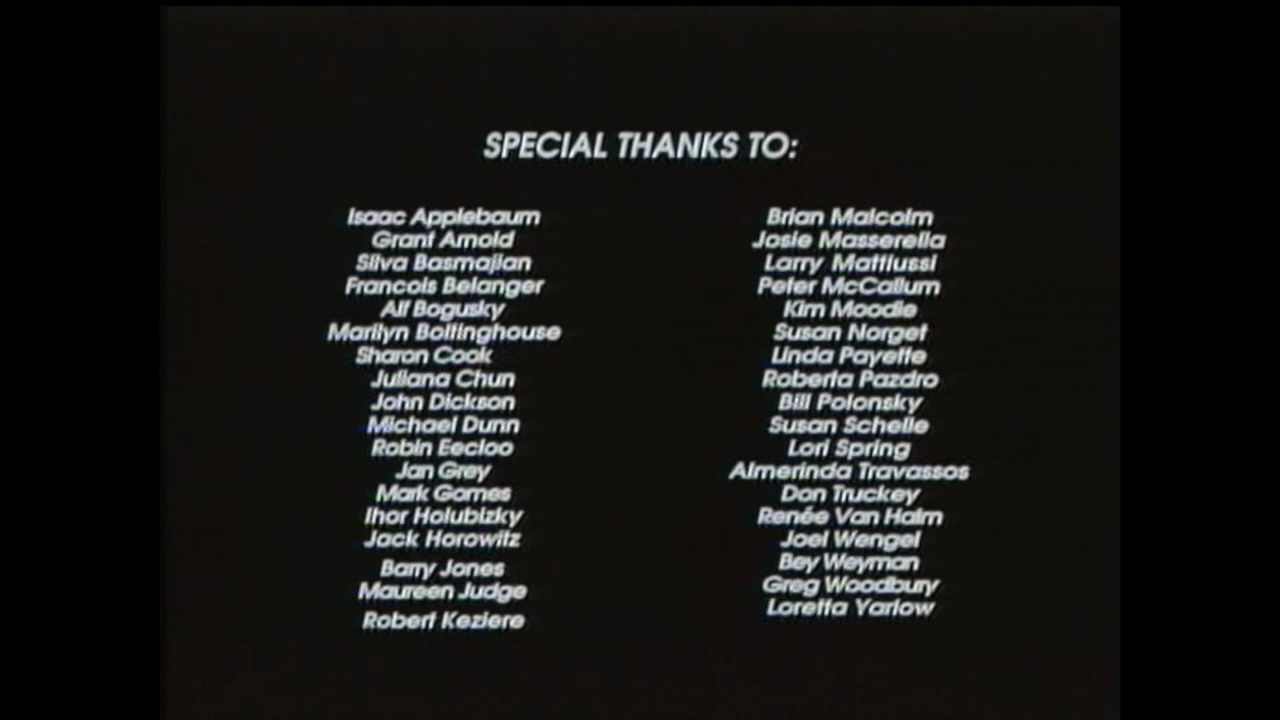 SPECIAL THANKS TO:
Isaac Applebaum
Grant Arnold
Silva Basmajian
Francois Belanger
Alf Bogusky
Marilyn Bollinghouse
Sharon Cook
Juliana Chun
John Dickson
Michael Dunn
Robin Eecloo
Jan Grey
Mark Gomes
Ihor Holubizky
Jack Horowitz
Barry Jones
Maureen Judge
Robert Keziere
Brian Malcolm
Josie Masserella
Larry Mattiussi
Peter McCallum
Kim Moodie
Susan Norget
Linda Payette
Roberta Pazdro
Bill Polonsky
Susan Schelle
Lori Spring
Almerinda Travassos
Don Truckey
Renée Van Halm
Joel Wengel
Bey Weyman
Greg Woodbury
Loretta Yarlow